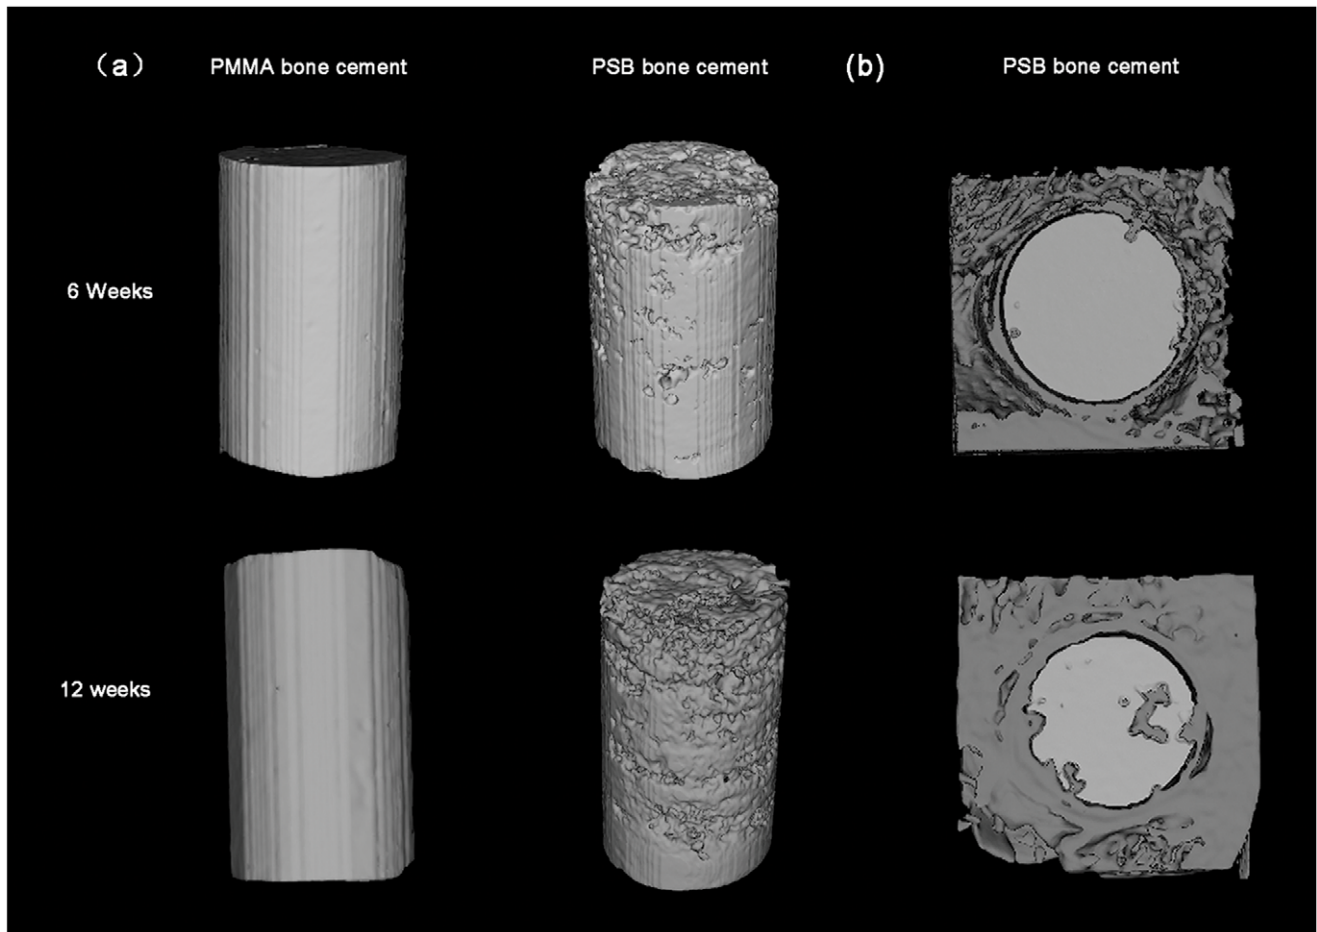 （a） PMMA bone cement PSB bone cement (b) PSB bone cement
6 Weeks
12 weeks